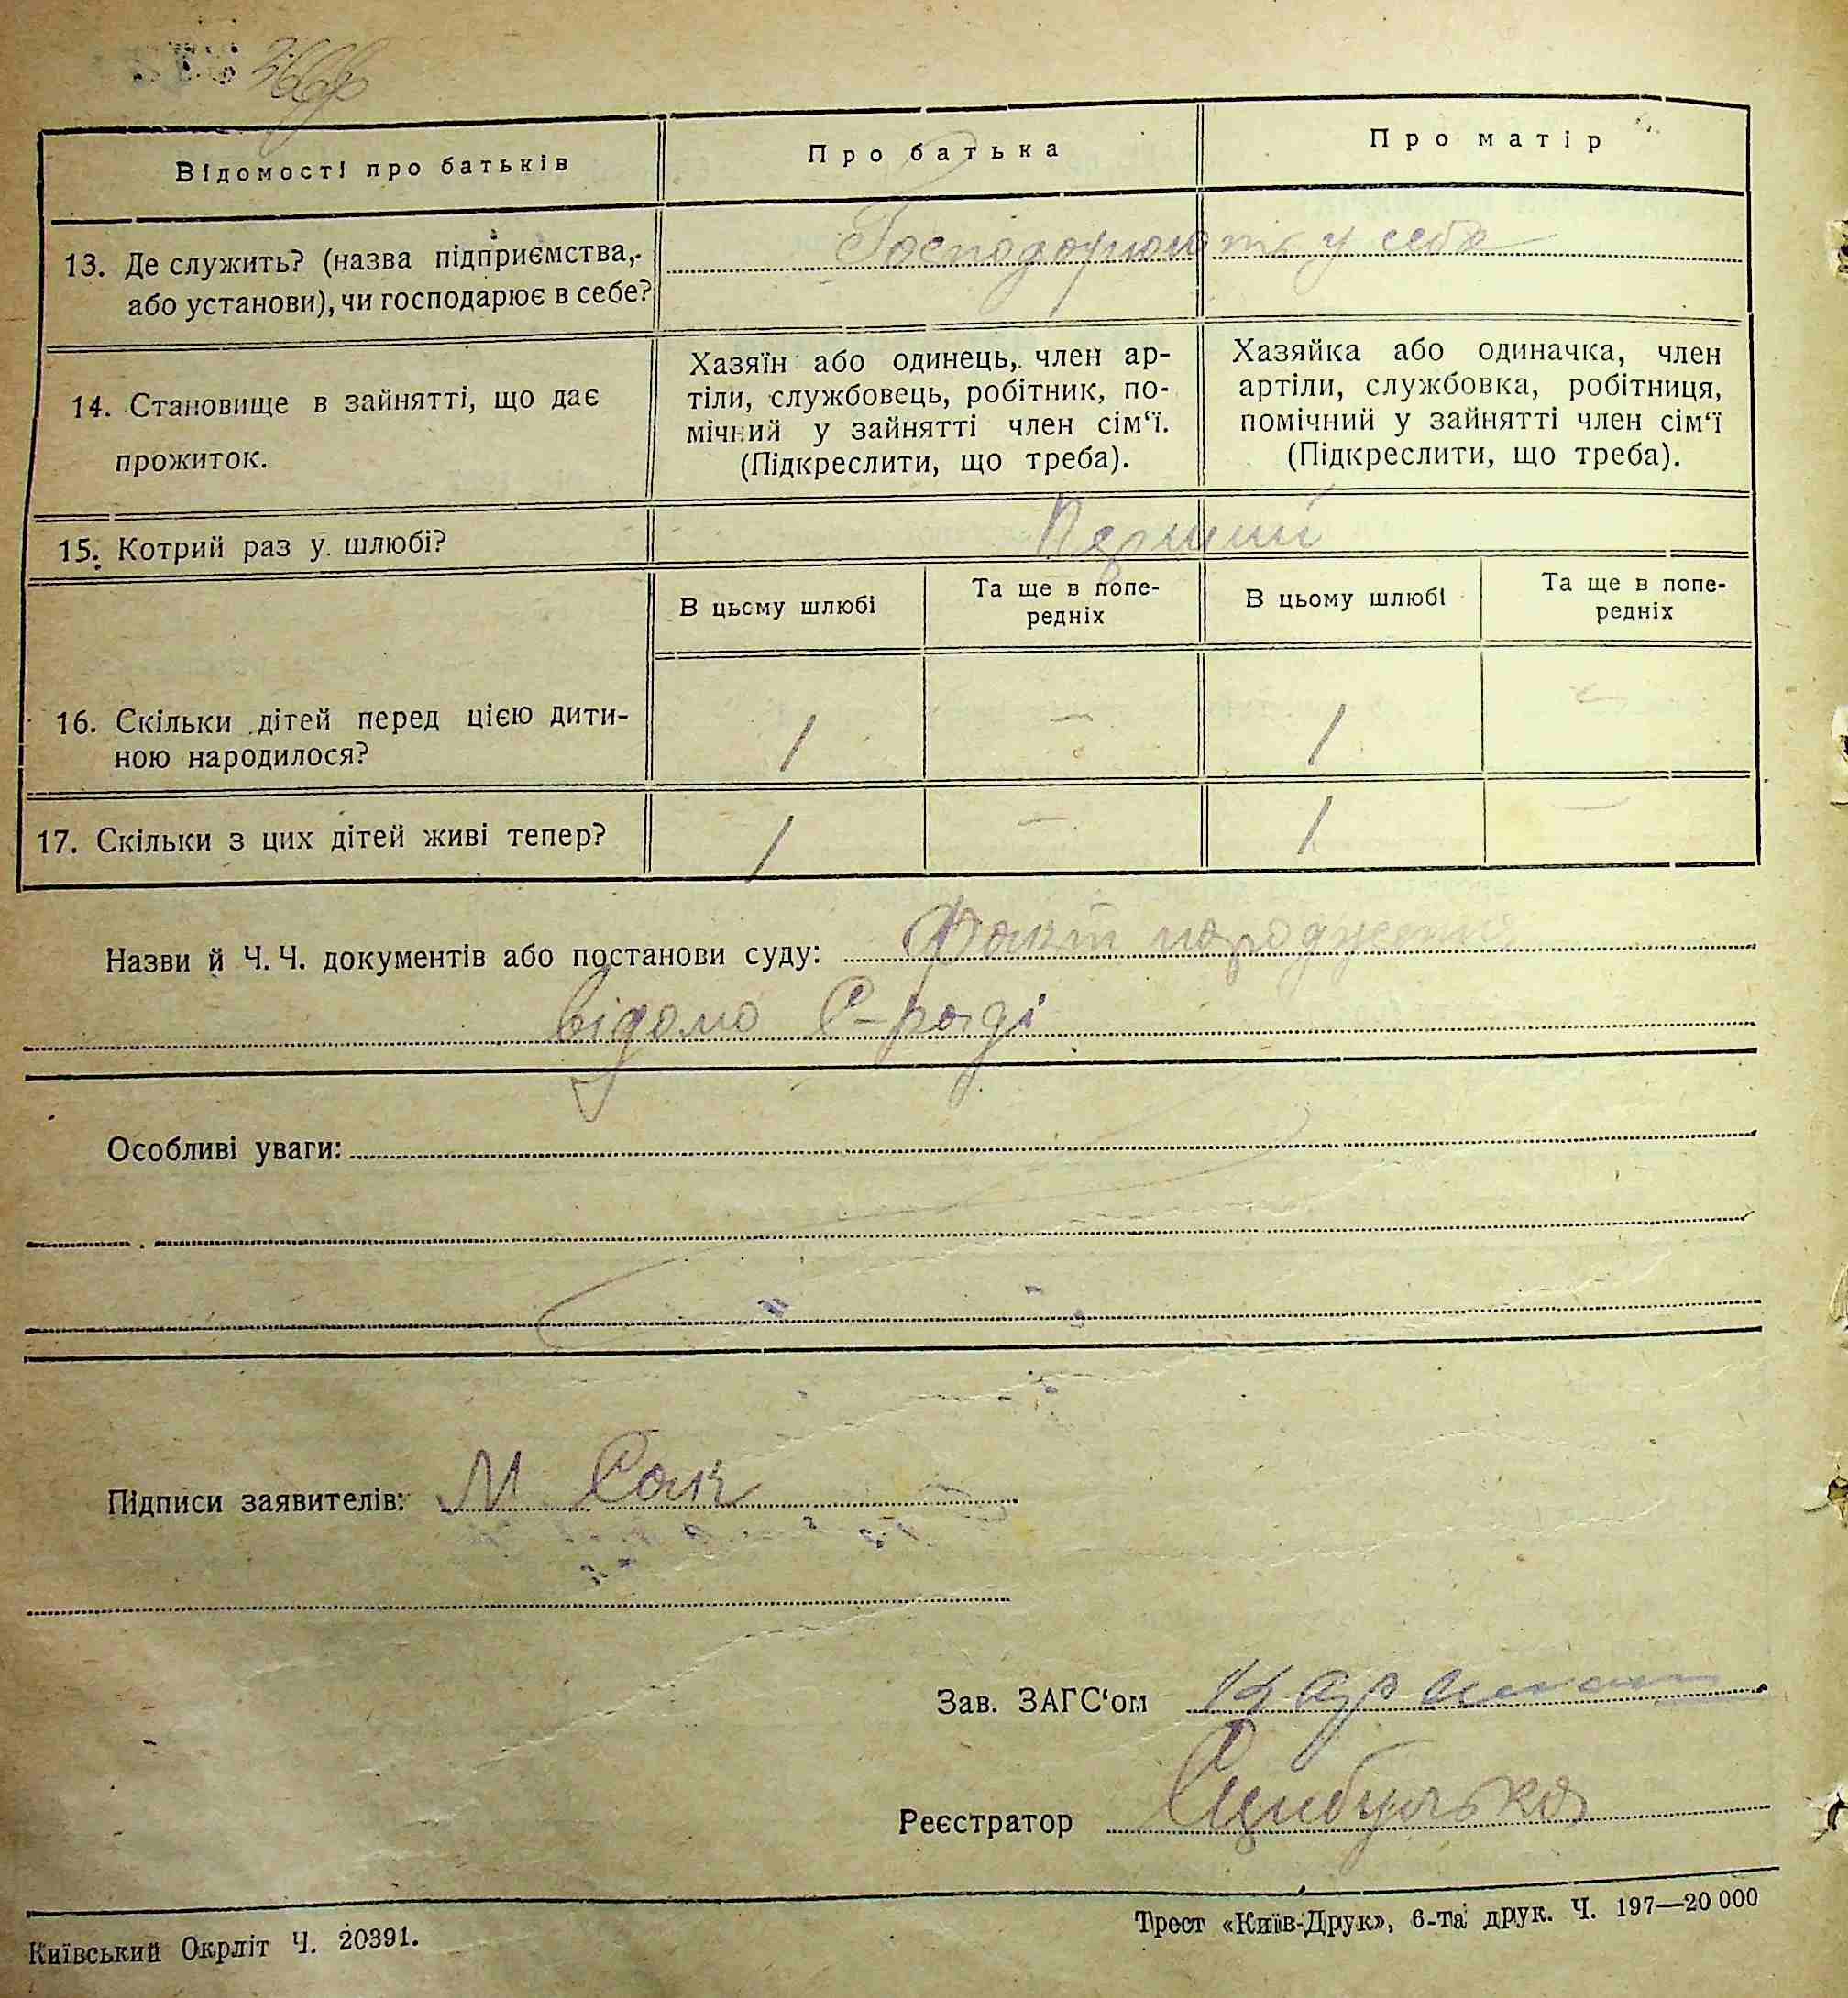 Відомості про батьків
Про батька
Про матір
13. Де служить? (назва підприємства,
або установи), чи господарює в себе?
Господорюють у себе
14. Становище в зайнятті, що дає
прожиток.
Хазяїн або одинець, член ар-
тіли, службовець, робітник, по-
мічний у зайнятті член сім‘ї.
(Підкреслити, що треба).
Хазяйка або одиначка, член
артіли, службовка, робітниця,
помічний у зайнятті член сім‘ї
(Підкреслити, що треба).
15. Котрий раз у шлюбі?
Перший
В цьому шлюбі
Та ще в попе-
редніх
В цьому шлюбі
Та ще в попе-
редніх
16. Скільки дітей перед цією дити-
ною народилося?
1 — 1 —
17. Скільки з цих дітей живі тепер?
1 — 1 —
Назви й Ч. Ч. документів або постанови суду: Факт народження
відомо С-раді
Особливі уваги:
Підписи заявителів: М Сак
Зав. ЗАГС‘ом
Реєстратор Цибулька
Київський Окрліт Ч. 20391.
Трест «Київ-Друк», 6-та друк. Ч. 197—20 000